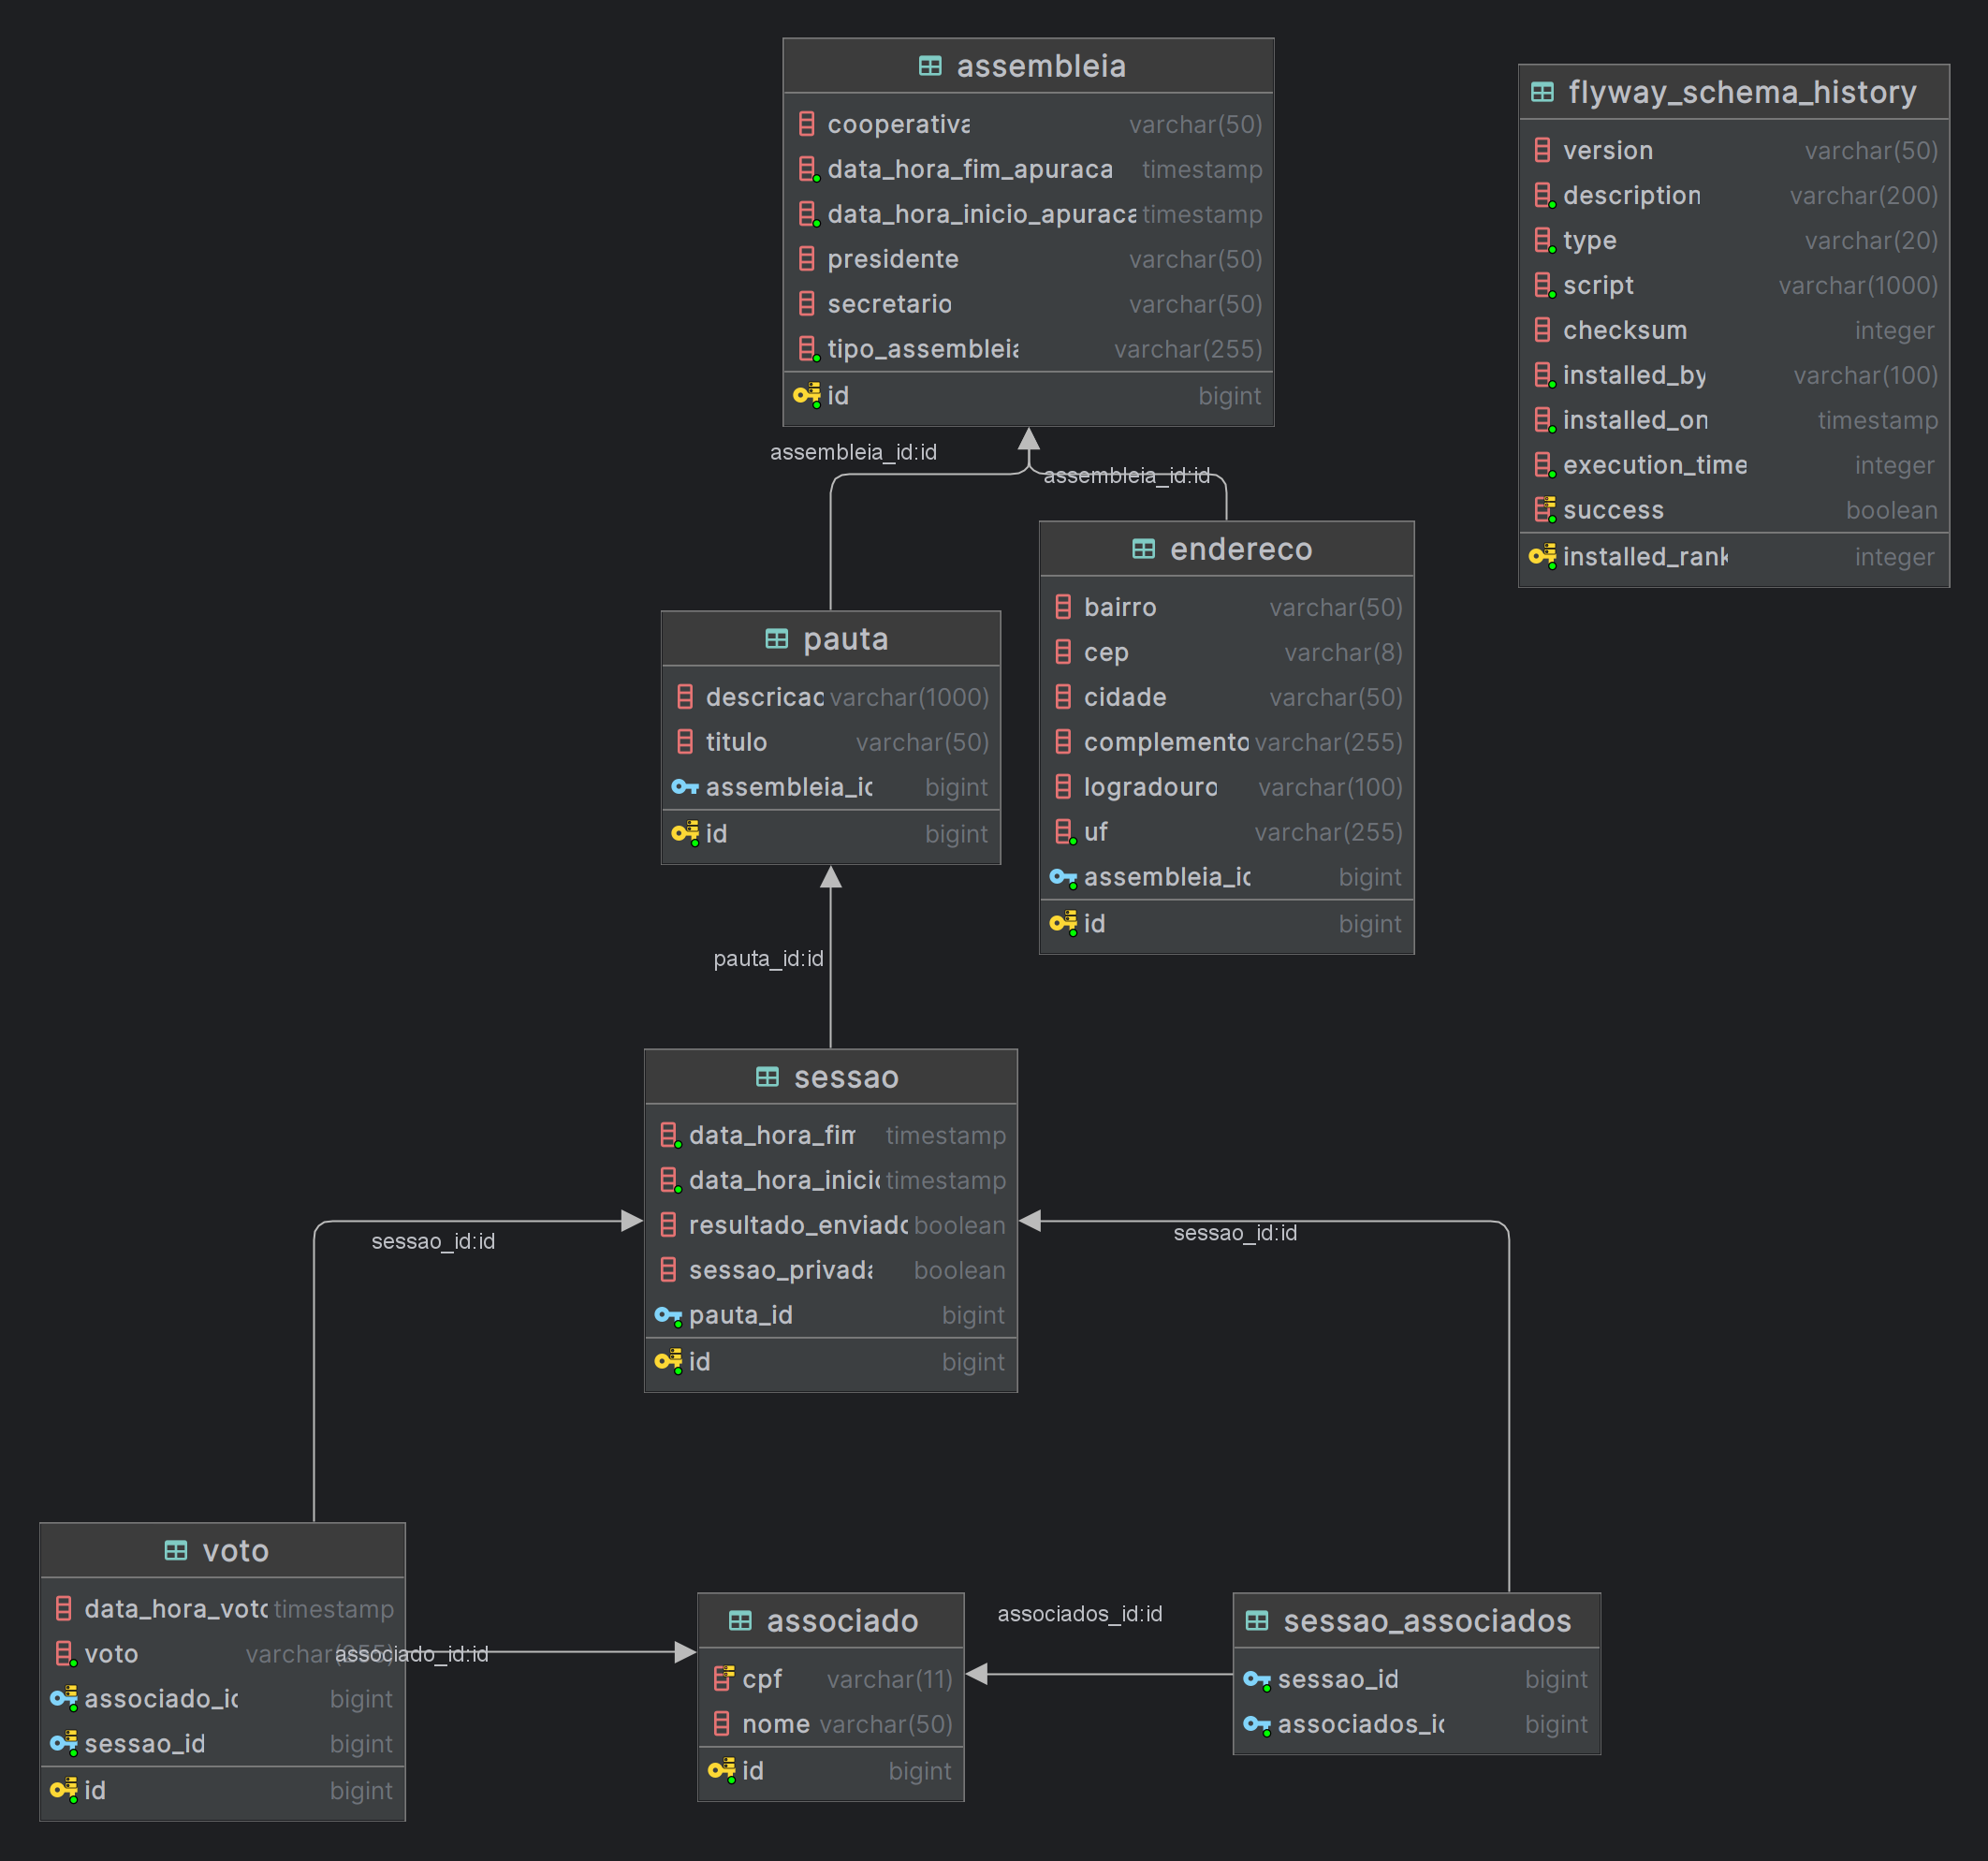 assembleia
cooperativa varchar(50)
data_hora_fim_apuraca timestamp
data_hora_inicio_apuraca timestamp
presidente varchar(50)
secretario varchar(50)
tipo_assembleia varchar(255)
id bigint
flyway_schema_history
version varchar(50)
description varchar(200)
type varchar(20)
script varchar(1000)
checksum integer
installed_by varchar(100)
installed_on timestamp
execution_time integer
success boolean
installed_rank integer
assembleia_id:id
assembleia_id:id
endereco
bairro varchar(50)
cep varchar(8)
cidade varchar(50)
complemento varchar(255)
logradouro varchar(100)
uf varchar(255)
assembleia_id bigint
id bigint
pauta
descricao varchar(1000)
titulo varchar(50)
assembleia_id bigint
id bigint
pauta_id:id
sessao
data_hora_fim timestamp
data_hora_inicio timestamp
resultado_enviado boolean
sessao_privada boolean
pauta_id bigint
id bigint
sessao_id:id
sessao_id:id
voto
data_hora_voto timestamp
voto varchar(255)
associado_id bigint
sessao_id bigint
id bigint
associado_id:id
associado
cpf varchar(11)
nome varchar(50)
id bigint
associados_id:id
sessao_associados
sessao_id bigint
associados_id bigint